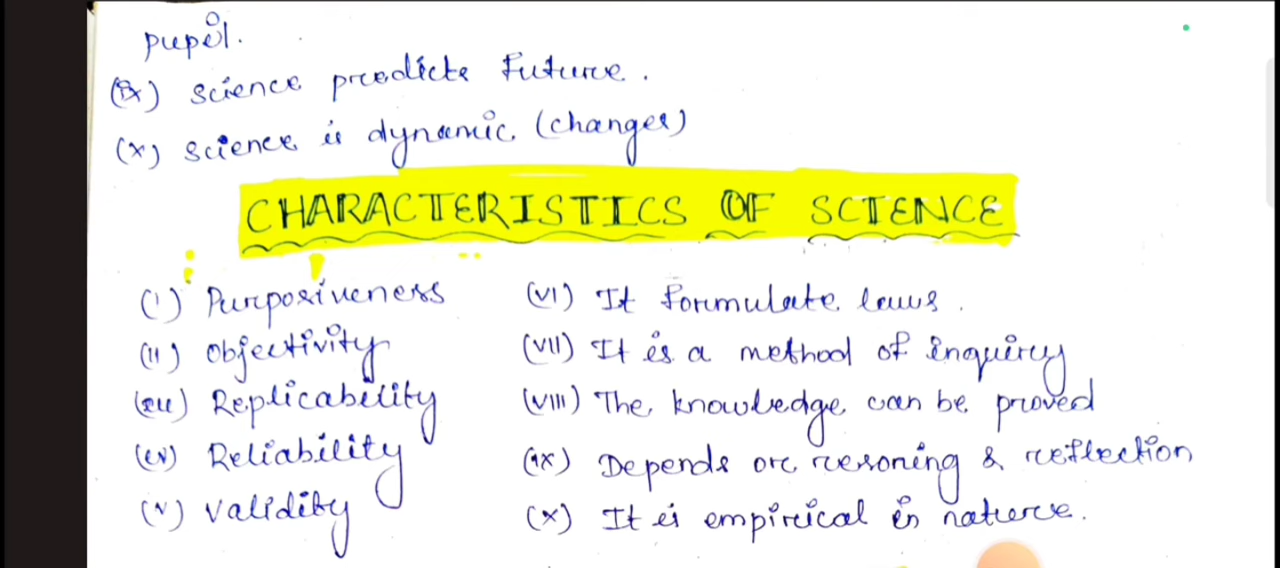 pupil.
(ix) science predicts Future.
(x) science is dynamic (changes)
CHARACTERISTICS OF SCIENCE
(i) Purposiveness
(ii) Objectivity
(iii) Replicability
(iv) Reliability
(v) Validity
(vi) It formulate laws.
(vii) It is a method of inquiry
(viii) The knowledge can be proved
(ix) Depends on resoning & reflection
(x) It is empirical in nature.